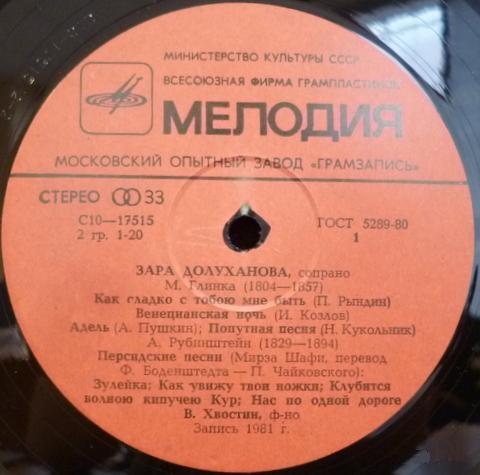 МИНИСТЕРСТВО КУЛЬТУРЫ СССР
ВСЕСОЮЗНАЯ ФИРМА ГРАМПЛАСТИНОК
МЕЛОДИЯ
МОСКОВСКИЙ ОПЫТНЫЙ ЗАВОД «ГРАМЗАПИСЬ»
СТЕРЕО 33
С10—17515 ГОСТ 5289-80
2 гр. 1-20 1
ЗАРА ДОЛУХАНОВА, сопрано
М. Глинка (1804—1857)
Как сладко с тобою мне быть (П. Рындин)
Венецианская ночь (И. Козлов)
Адель (А. Пушкин); Попутная песня (Н. Кукольник)
А. Рубинштейн (1829—1894)
Персидские песни (Мирза Шафи, перевод
Ф. Боденштедта — П. Чайковского):
Зулейка; Как увижу твои ножки; Клубится
волною кипучею Кур; Нас по одной дороге
В. Хвостин, ф-но
Запись 1981 г.